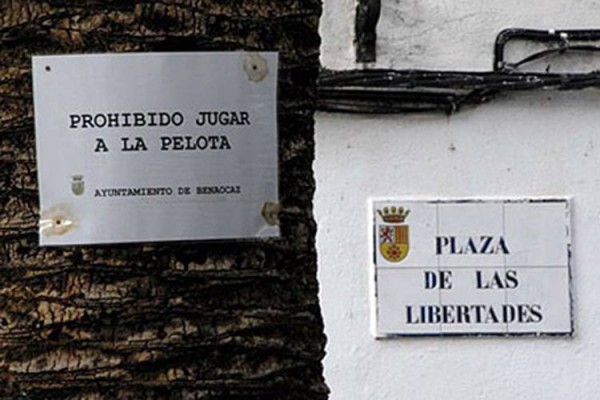 PROHIBIDO JUGAR
A LA PELOTA
AYUNTAMIENTO DE BENAOCAZ
PLAZA
DE LAS
LIBERTADES